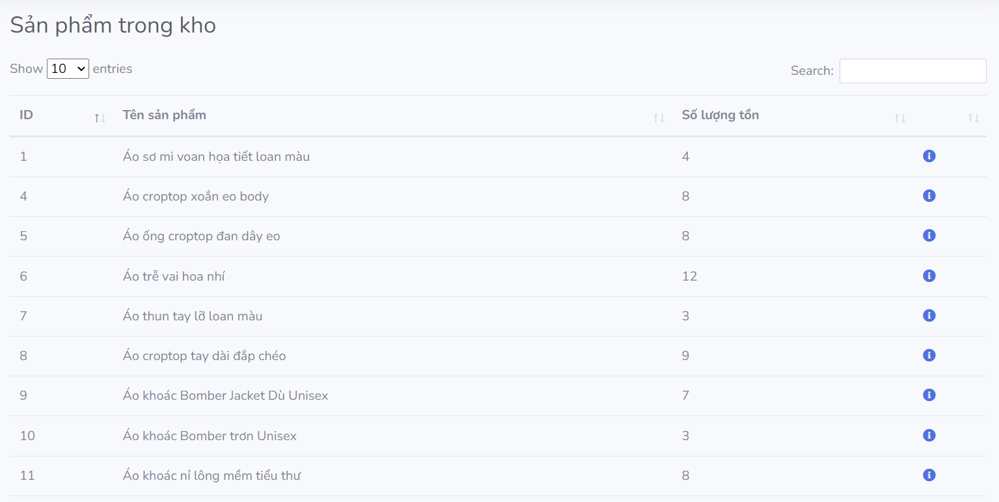 Sản phẩm trong kho
Show 10 entries
Search:
ID Tên sản phẩm Số lượng tồn
1 Áo sơ mi voan họa tiết loan màu 4
4 Áo croptop xoắn eo body 8
5 Áo ống croptop đan dây eo 8
6 Áo trễ vai hoa nhí 12
7 Áo thun tay lỡ loan màu 3
8 Áo croptop tay dài đắp chéo 9
9 Áo khoác Bomber Jacket Dù Unisex 7
10 Áo khoác Bomber trơn Unisex 3
11 Áo khoác nỉ lông mềm tiểu thư 8